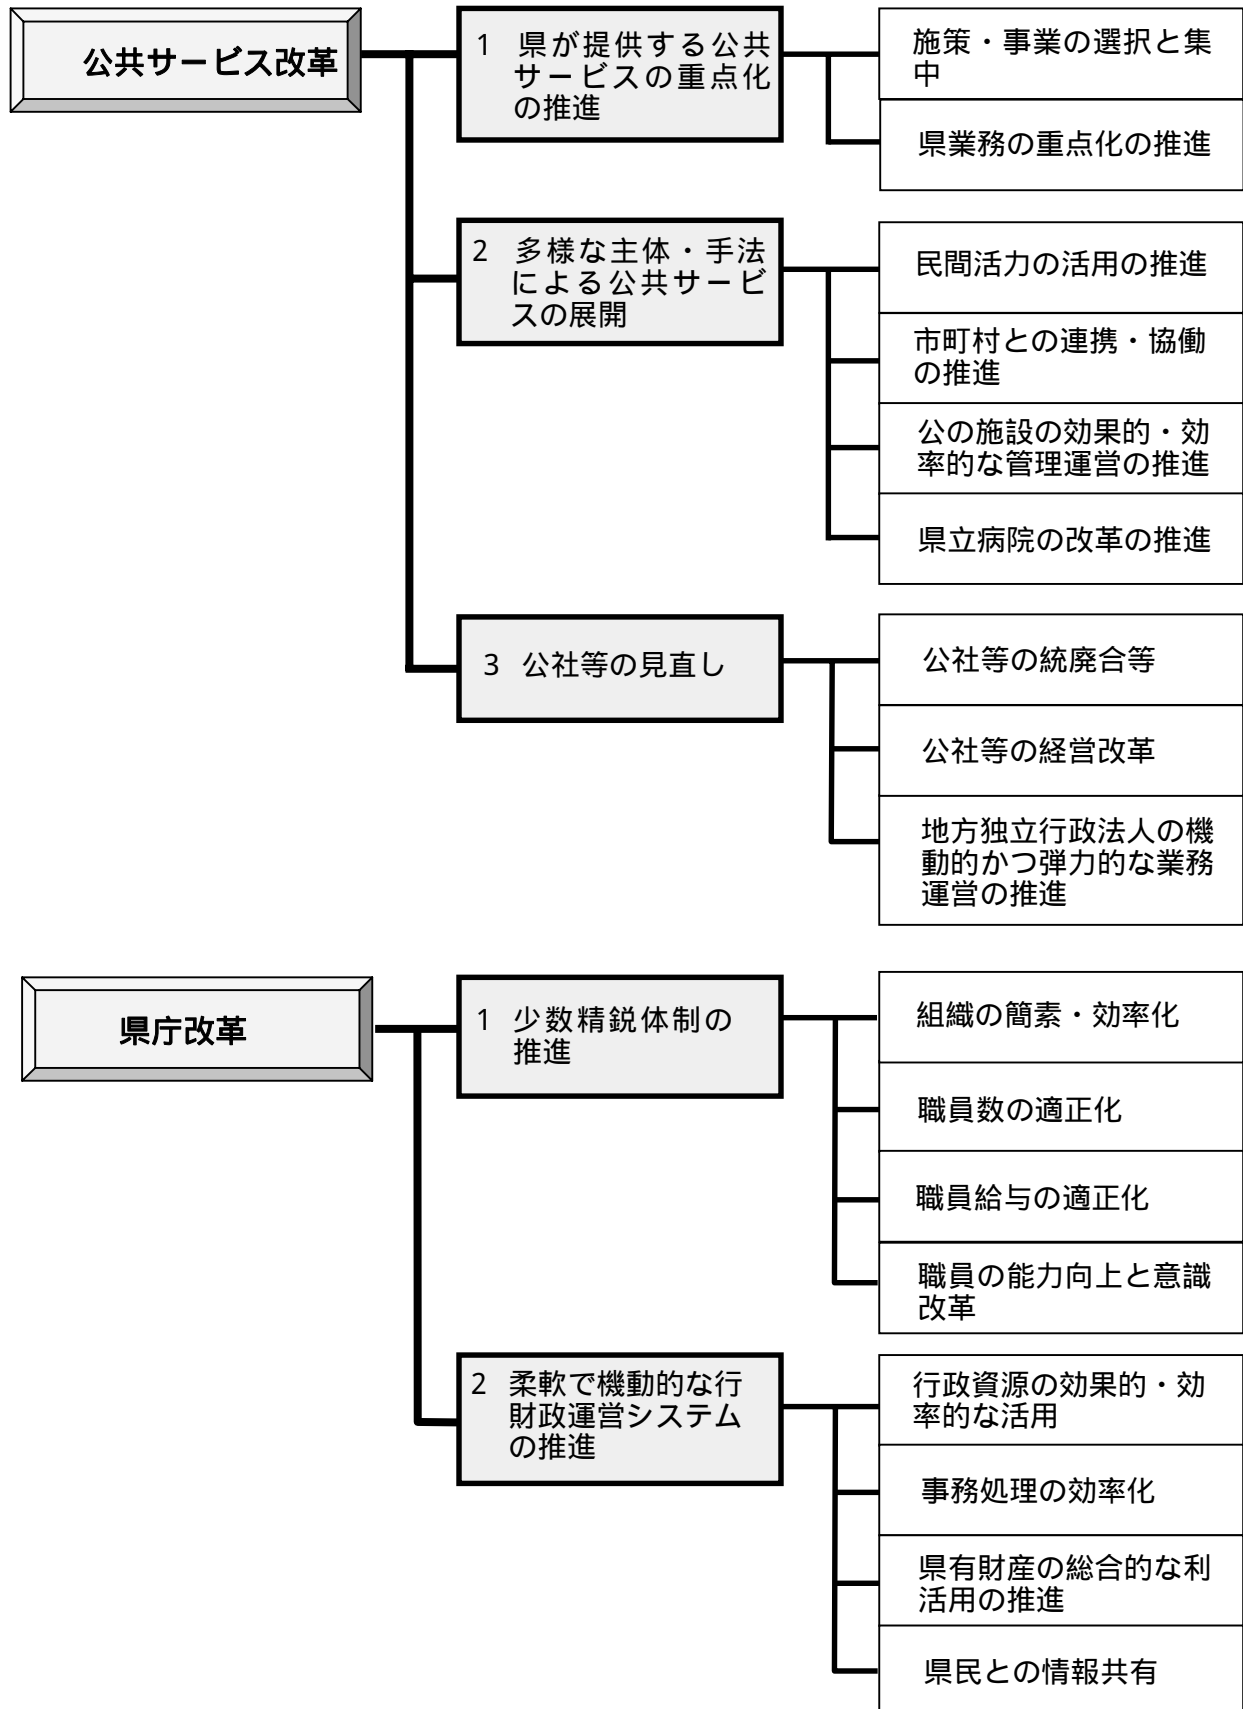 公共サービス改革
1 県が提供する公共
サービスの重点化
の推進
施策・事業の選択と集
中
県業務の重点化の推進
2 多様な主体・手法
による公共サービ
スの展開
民間活力の活用の推進
市町村との連携・協働
の推進
公の施設の効果的・効
率的な管理運営の推進
県立病院の改革の推進
3 公社等の見直し
公社等の統廃合等
公社等の経営改革
地方独立行政法人の機
動的かつ弾力的な業務
運営の推進
県庁改革
1 少数精鋭体制の
推進
組織の簡素・効率化
職員数の適正化
職員給与の適正化
職員の能力向上と意識
改革
2 柔軟で機動的な行
財政運営システム
の推進
行政資源の効果的・効
率的な活用
事務処理の効率化
県有財産の総合的な利
活用の推進
県民との情報共有